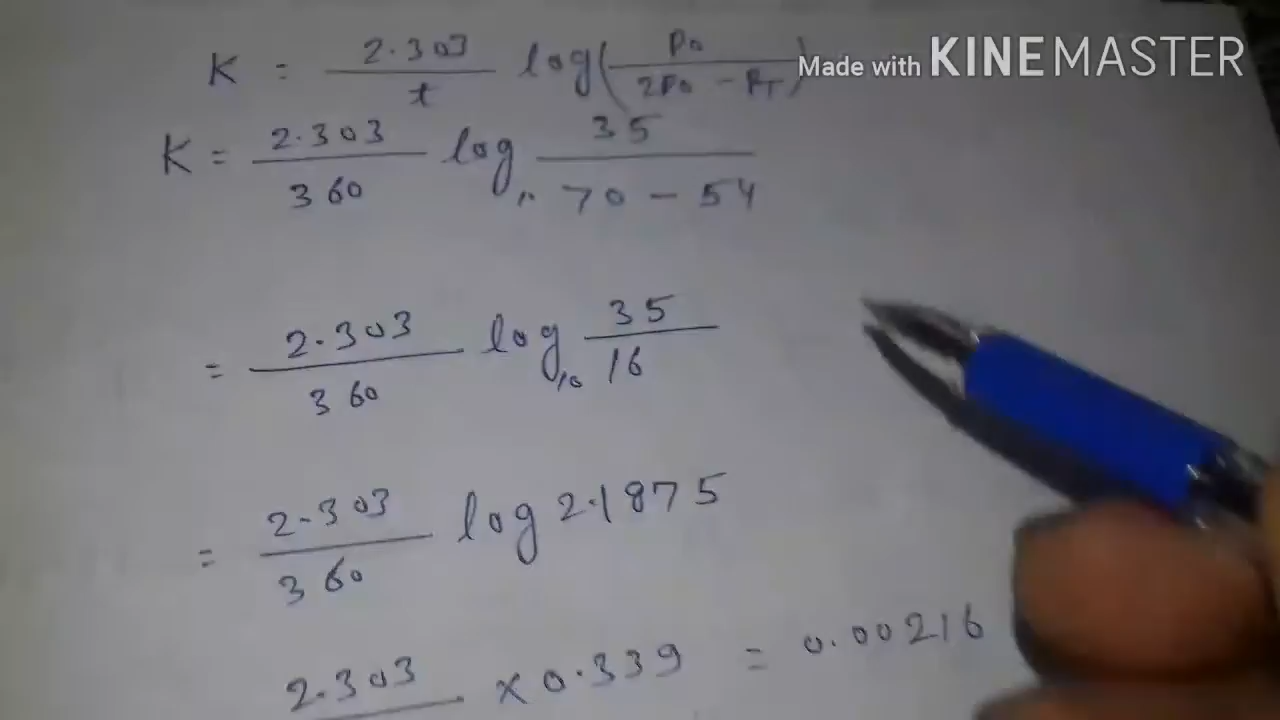 Made with KINEMASTER
K = 2.303/t log(P0/2P0 - PT)
K = 2.303/360 log10 35/70 - 54
= 2.303/360 log10 35/16
= 2.303/360 log 2.1875
2.303 × 0.339 = 0.00216